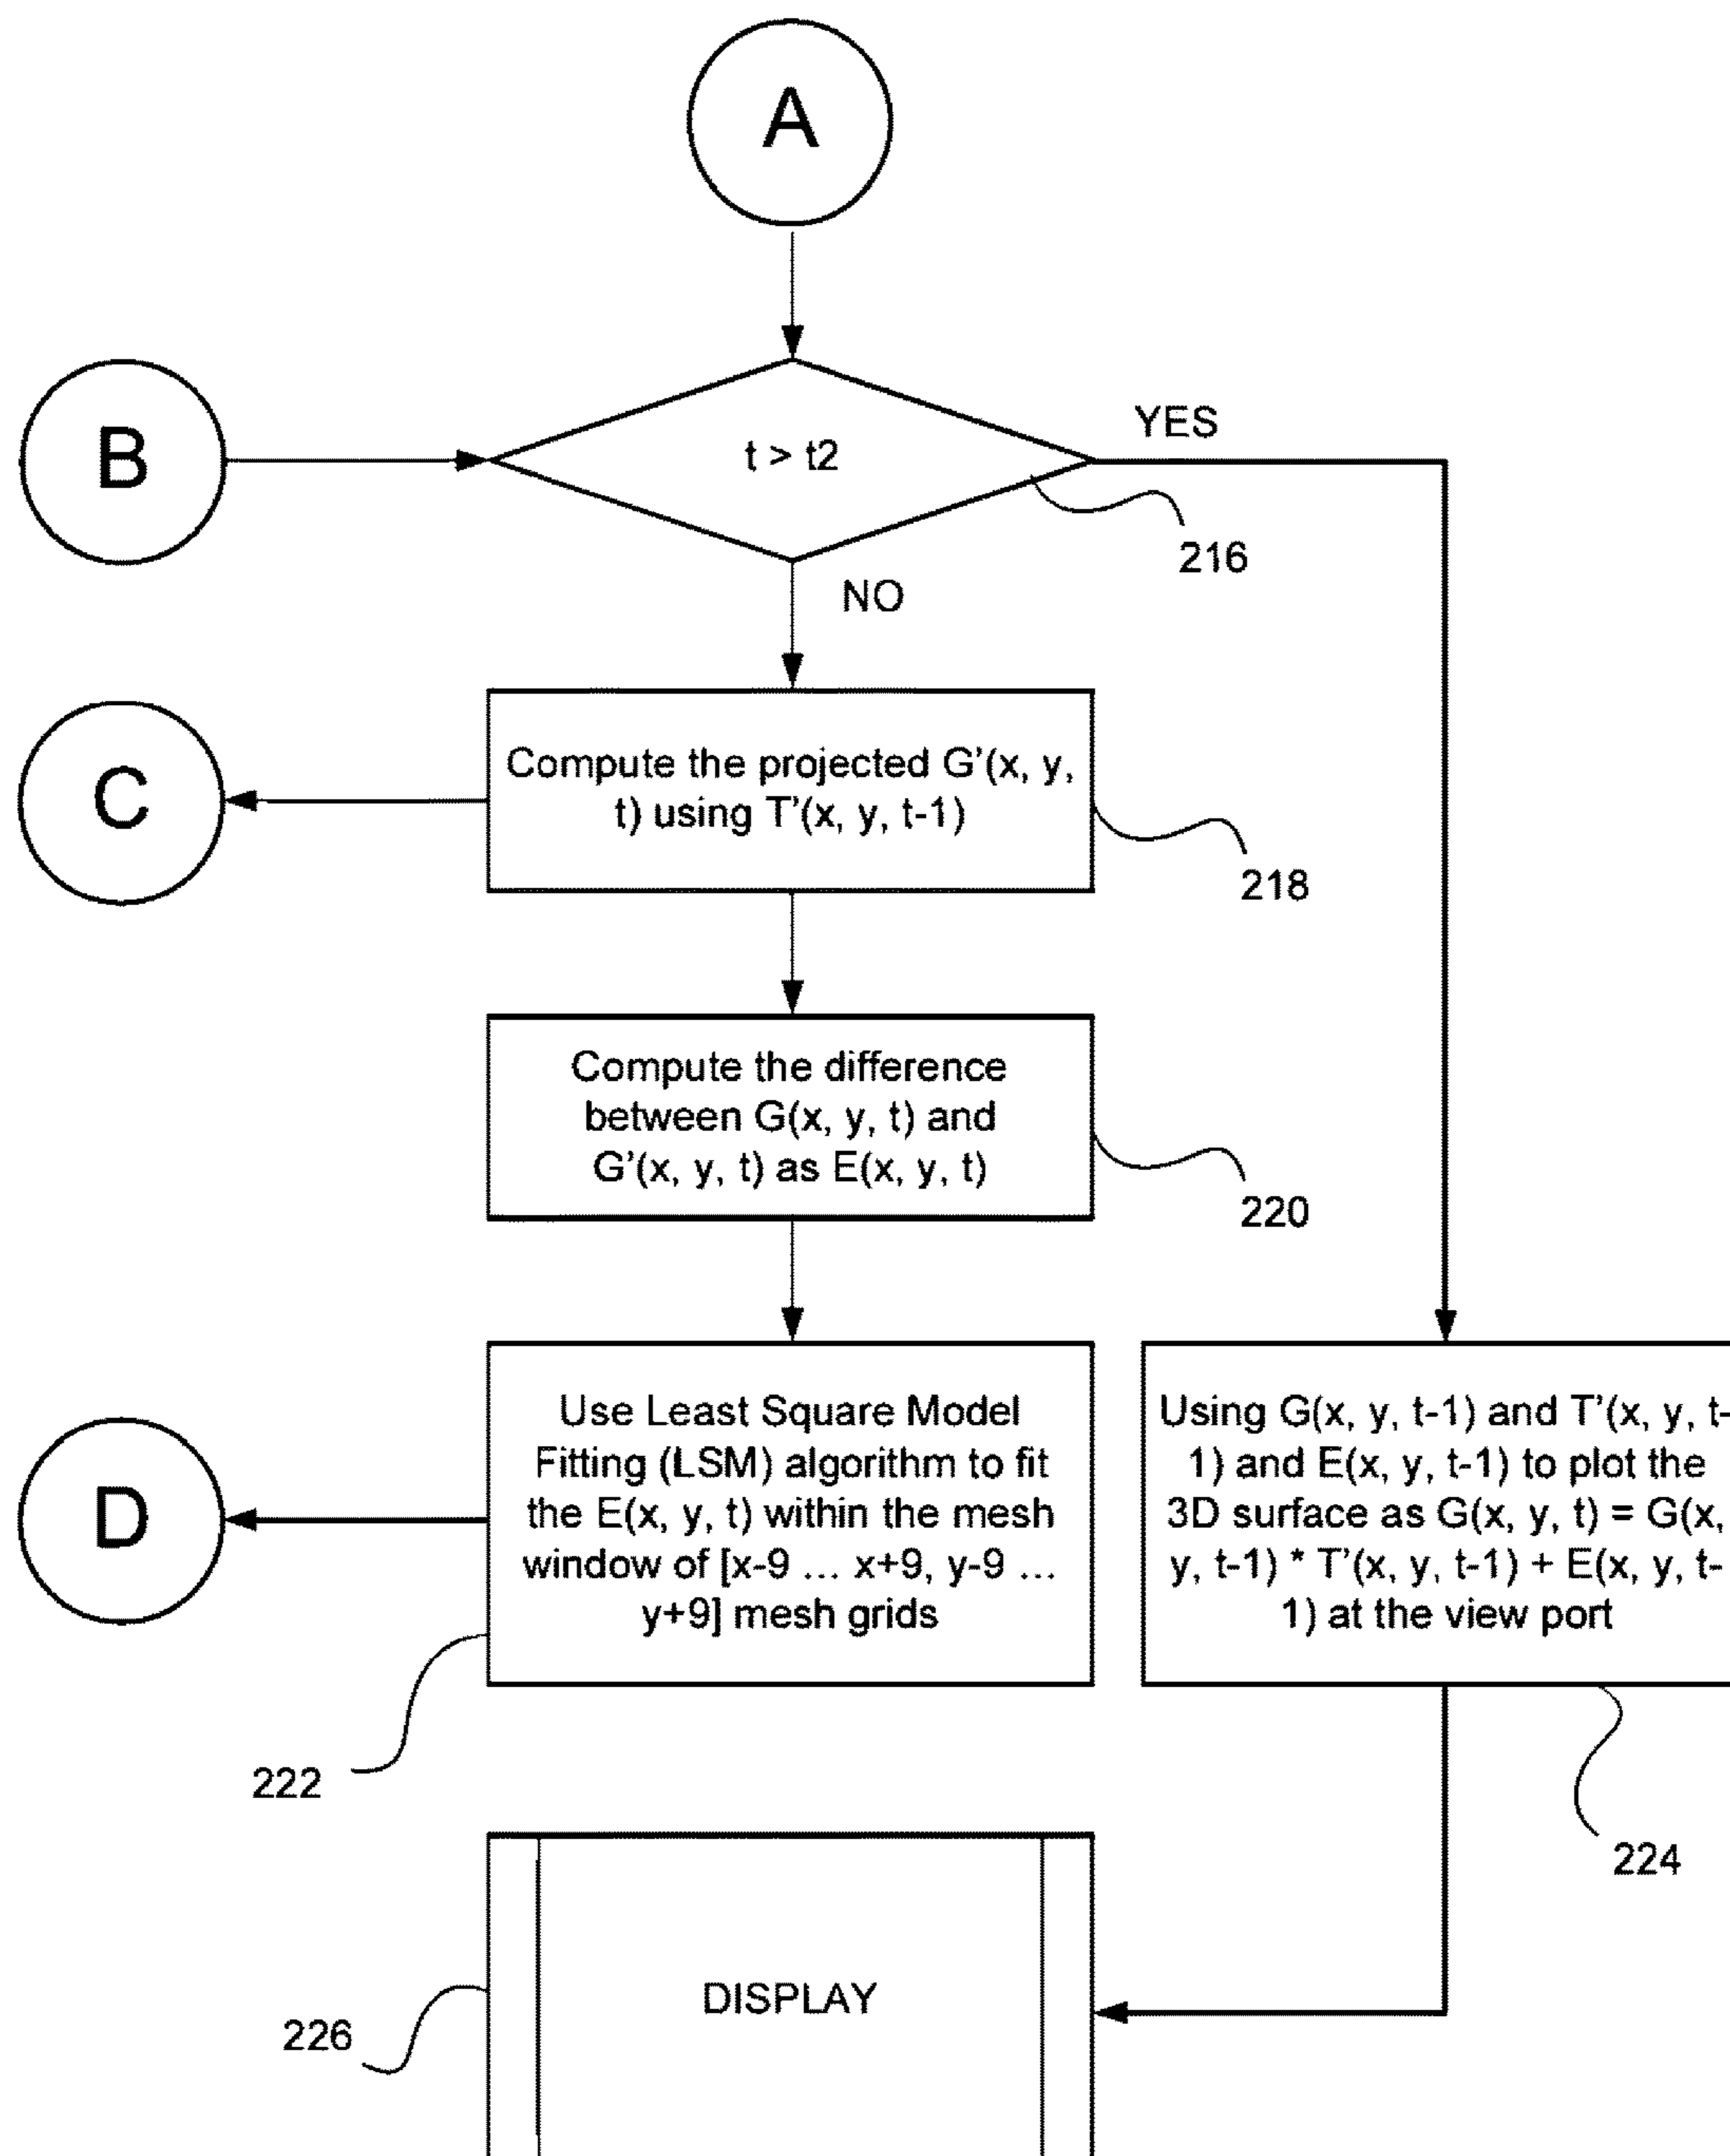 A
B
t > t2
YES
216
NO
C
Compute the projected G’(x, y,
t) using T’(x, y, t-1)
218
Compute the difference
between G(x, y, t) and
G’(x, y, t) as E(x, y, t)
220
D
Use Least Square Model
Fitting (LSM) algorithm to fit
the E(x, y, t) within the mesh
window of [x-9 ... x+9, y-9 ...
y+9] mesh grids
222
Using G(x, y, t-1) and T’(x, y, t-
1) and E(x, y, t-1) to plot the
3D surface as G(x, y, t) = G(x,
y, t-1) * T’(x, y, t-1) + E(x, y, t-
1) at the view port
224
DISPLAY
226